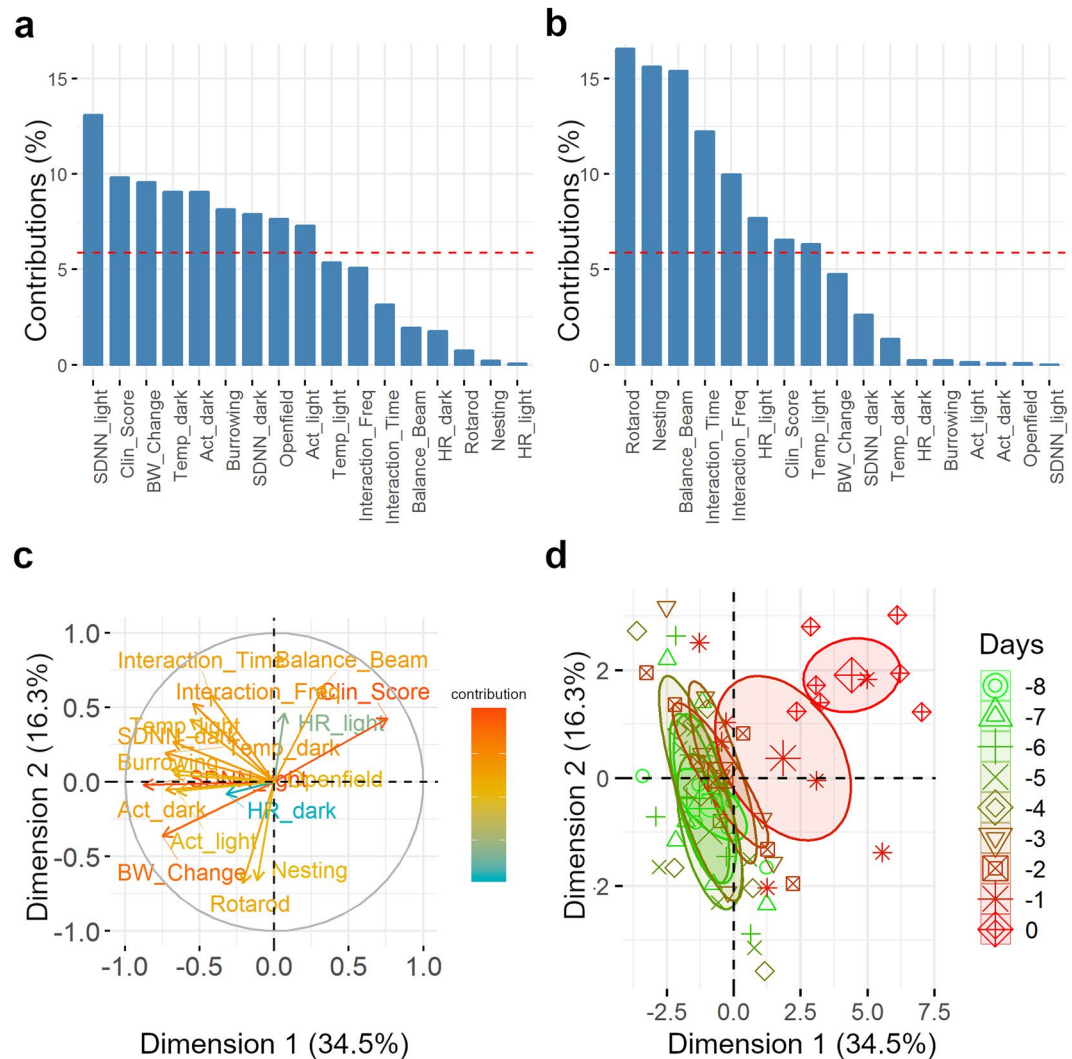 a
Contributions (%)
15
10
5
0
SDNN_light
Clin_Score
BW_Change
Temp_dark
Act_dark
Burrowing
SDNN_dark
Openfield
Act_light
Temp_light
Interaction_Freq
Interaction_Time
Balance_Beam
HR_dark
Rotarod
Nesting
HR_light
b
Contributions (%)
15
10
5
0
Rotarod
Nesting
Balance_Beam
Interaction_Time
Interaction_Freq
HR_light
Clin_Score
Temp_light
BW_Change
SDNN_dark
Temp_dark
HR_dark
Burrowing
Act_light
Act_dark
Openfield
SDNN_light
c
Dimension 2 (16.3%)
1.0
0.5
0.0
-0.5
-1.0
Interaction_Time
Balance_Beam
Interaction_Freq
Clin_Score
Temp_light
HR_light
SDNN_dark
Temp_dark
Burrowing
SDNN_light
Openfield
Act_dark
HR_dark
Act_light
BW_Change
Nesting
Rotarod
-1.0 -0.5 0.0 0.5 1.0
Dimension 1 (34.5%)
contribution
d
Dimension 2 (16.3%)
2
0
-2
-2.5 0.0 2.5 5.0 7.5
Dimension 1 (34.5%)
Days
-8
-7
-6
-5
-4
-3
-2
-1
0